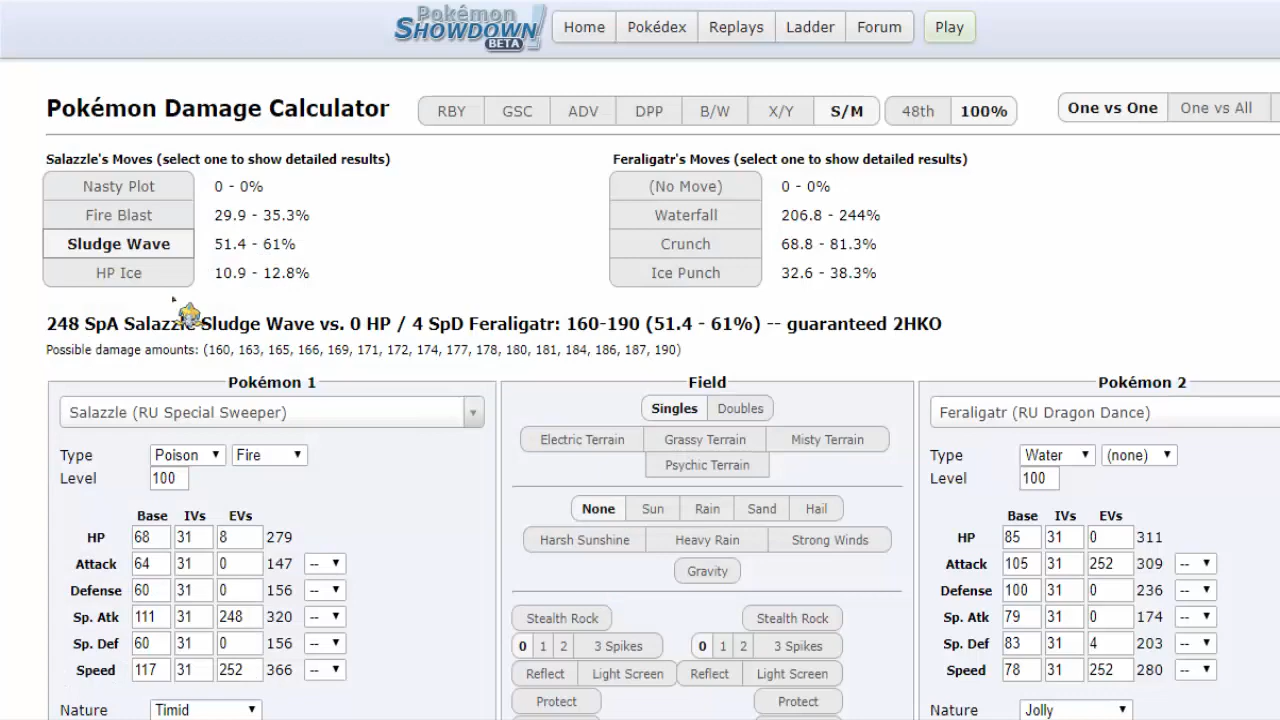 Pokémon
SHOWDOWN!
BETA
Home Pokédex Replays Ladder Forum Play
Pokémon Damage Calculator
RBY GSC ADV DPP B/W X/Y S/M 48th 100% One vs One One vs All
Salazzle's Moves (select one to show detailed results)
Nasty Plot 0 - 0%
Fire Blast 29.9 - 35.3%
Sludge Wave 51.4 - 61%
HP Ice 10.9 - 12.8%
Feraligatr's Moves (select one to show detailed results)
(No Move) 0 - 0%
Waterfall 206.8 - 244%
Crunch 68.8 - 81.3%
Ice Punch 32.6 - 38.3%
248 SpA Salazzle Sludge Wave vs. 0 HP / 4 SpD Feraligatr: 160-190 (51.4 - 61%) -- guaranteed 2HKO
Possible damage amounts: (160, 163, 165, 166, 169, 171, 172, 174, 177, 178, 180, 181, 184, 186, 187, 190)
Pokémon 1
Salazzle (RU Special Sweeper)
Type Poison Fire
Level 100
Base IVs EVs
HP 68 31 8 279
Attack 64 31 0 147 --
Defense 60 31 0 156 --
Sp. Atk 111 31 248 320 --
Sp. Def 60 31 0 156 --
Speed 117 31 252 366 --
Nature Timid
Field
Singles Doubles
Electric Terrain Grassy Terrain Misty Terrain
Psychic Terrain
None Sun Rain Sand Hail
Harsh Sunshine Heavy Rain Strong Winds
Gravity
Stealth Rock Stealth Rock
0 1 2 3 Spikes 0 1 2 3 Spikes
Reflect Light Screen Reflect Light Screen
Protect Protect
Pokémon 2
Feraligatr (RU Dragon Dance)
Type Water (none)
Level 100
Base IVs EVs
HP 85 31 0 311
Attack 105 31 252 309 --
Defense 100 31 0 236 --
Sp. Atk 79 31 0 174 --
Sp. Def 83 31 4 203 --
Speed 78 31 252 280 --
Nature Jolly